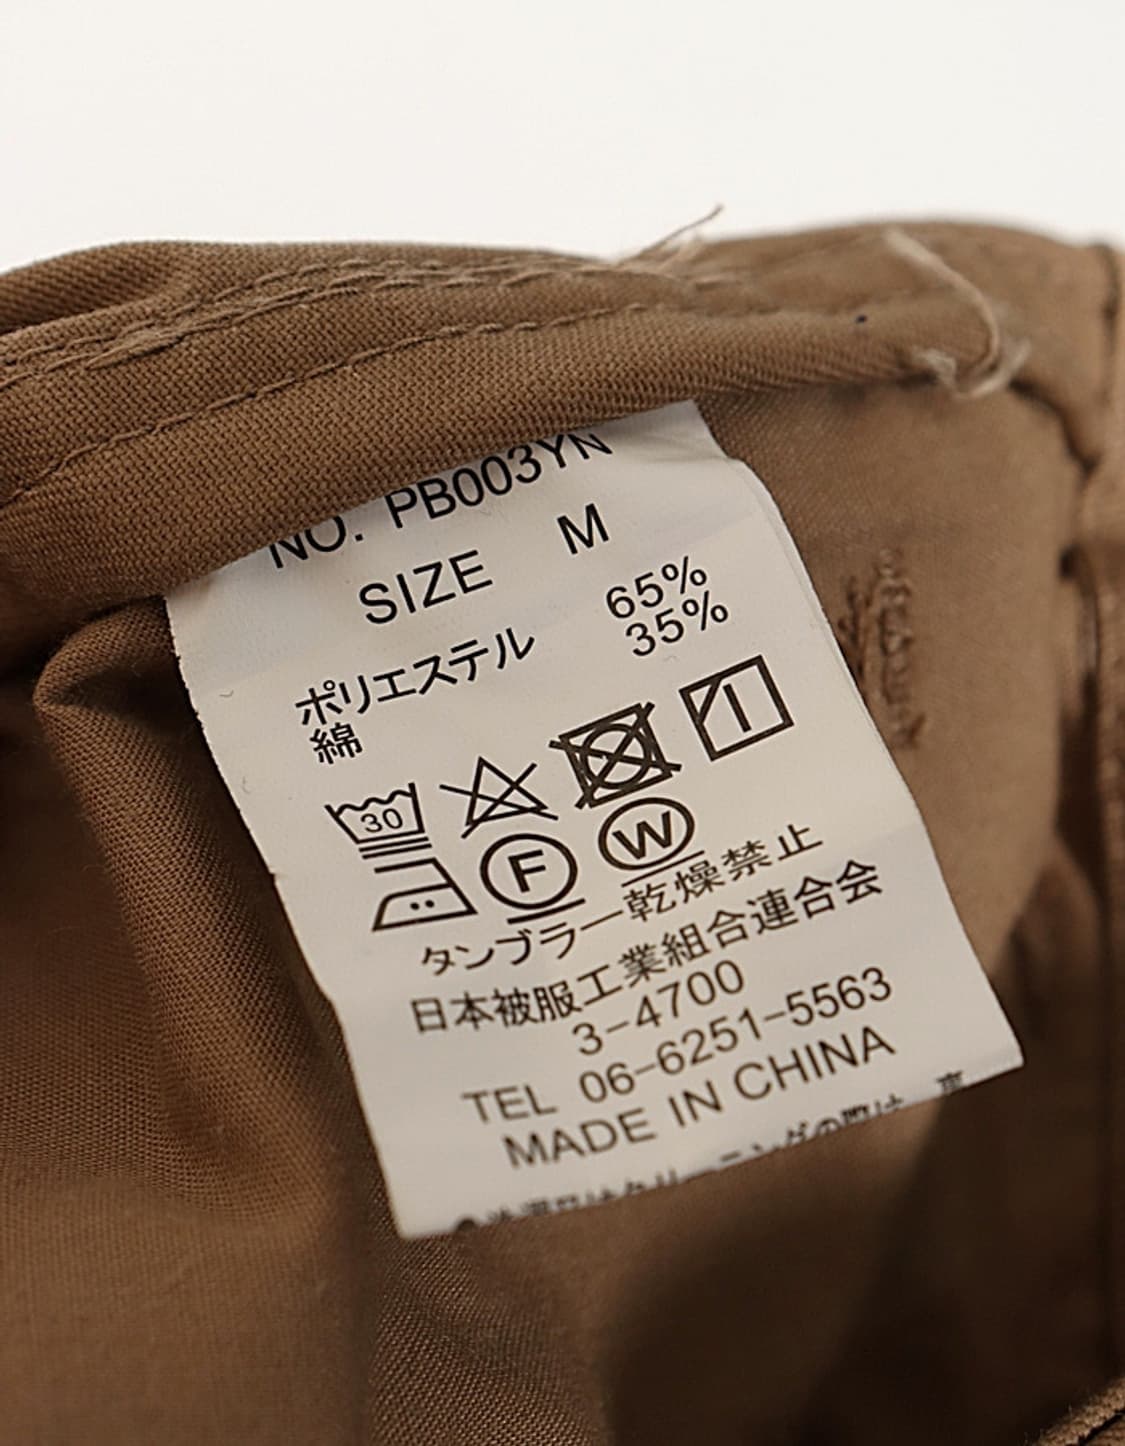 NO. PB003YN
SIZE M
ポリエステル 65%
綿 35%
30
F W
タンブラー乾燥禁止
日本被服工業組合連合会
3-4700
TEL 06-6251-5563
MADE IN CHINA